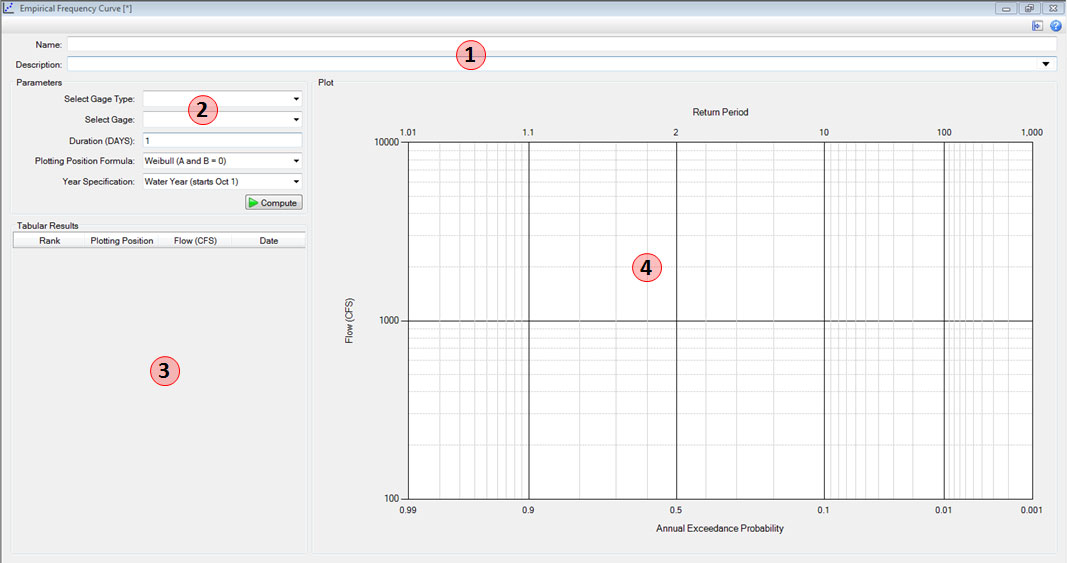 Empirical Frequency Curve [*]
Name:
1
Description:
Parameters
Select Gage Type:
2
Select Gage:
Duration (DAYS): 1
Plotting Position Formula: Weibull (A and B = 0)
Year Specification: Water Year (starts Oct 1)
Compute
Tabular Results
Rank Plotting Position Flow (CFS) Date
3
Plot
Return Period
1.01 1.1 2 10 100 1,000
10000
4
1000
Flow (CFS)
100
0.99 0.9 0.5 0.1 0.01 0.001
Annual Exceedance Probability